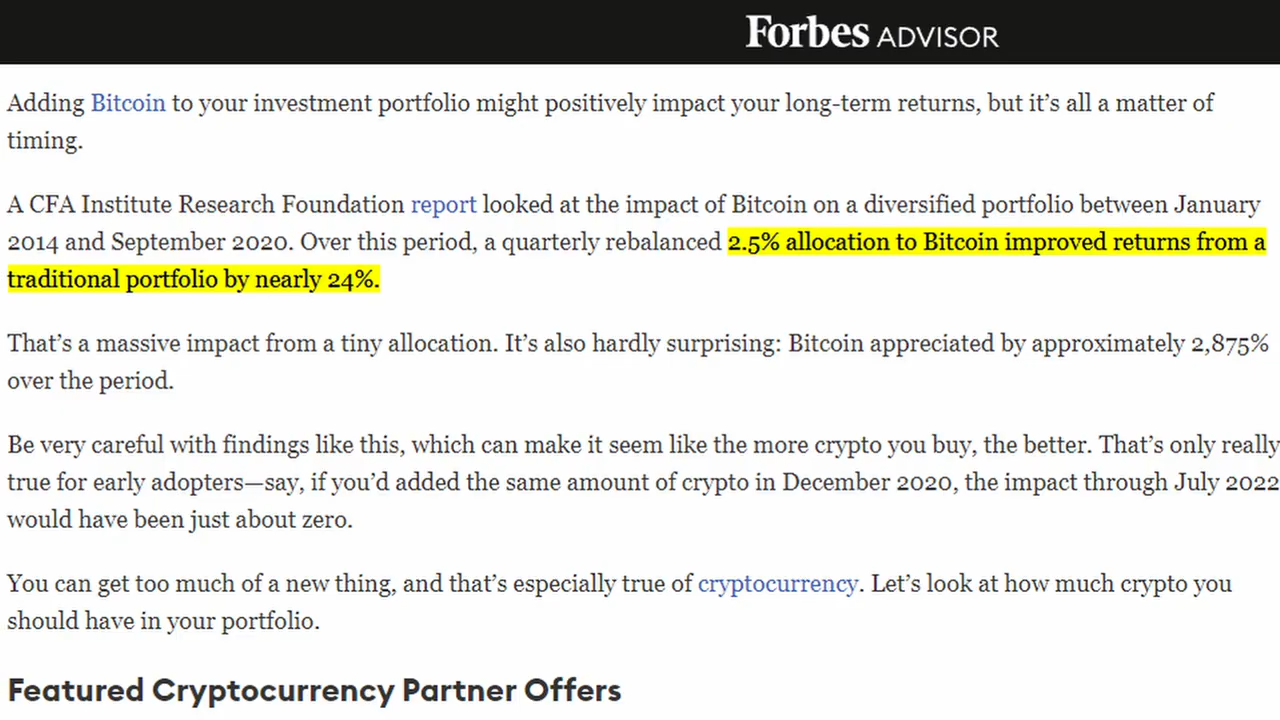 Forbes ADVISOR
Adding Bitcoin to your investment portfolio might positively impact your long-term returns, but it’s all a matter of
timing.
A CFA Institute Research Foundation report looked at the impact of Bitcoin on a diversified portfolio between January
2014 and September 2020. Over this period, a quarterly rebalanced 2.5% allocation to Bitcoin improved returns from a
traditional portfolio by nearly 24%.
That’s a massive impact from a tiny allocation. It’s also hardly surprising: Bitcoin appreciated by approximately 2,875%
over the period.
Be very careful with findings like this, which can make it seem like the more crypto you buy, the better. That’s only really
true for early adopters—say, if you’d added the same amount of crypto in December 2020, the impact through July 2022
would have been just about zero.
You can get too much of a new thing, and that’s especially true of cryptocurrency. Let’s look at how much crypto you
should have in your portfolio.
Featured Cryptocurrency Partner Offers